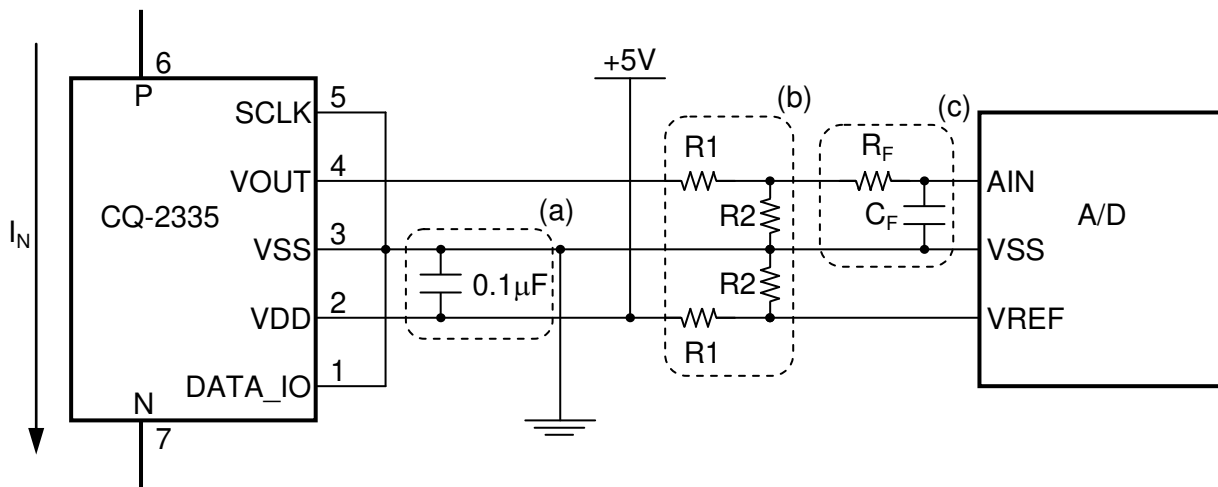 +5V
6
P
SCLK
5
(b)
(c)
R1
RF
VOUT
4
AIN
CQ-2335
R2
CF
A/D
IN
(a)
VSS
3
VSS
0.1μF
R2
VDD
2
VREF
R1
DATA_IO
1
N
7